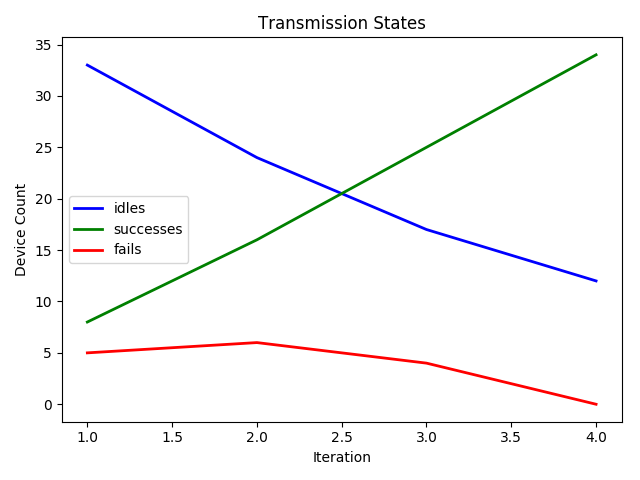 Transmission States
35
30
25
20
15
10
5
0
Device Count
idles
successes
fails
1.0 1.5 2.0 2.5 3.0 3.5 4.0
Iteration